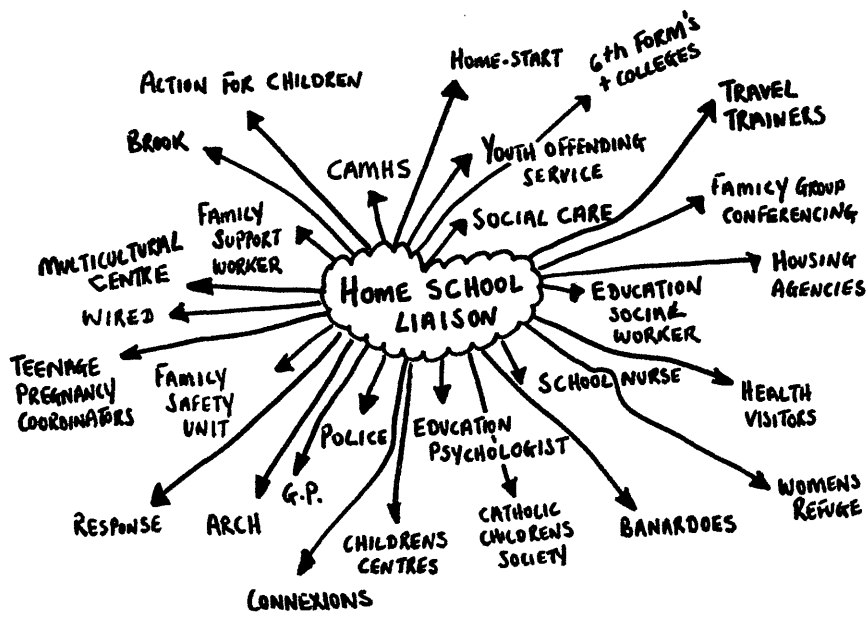 HOME-START
6th FORM'S
+ COLLEGES
ACTION FOR CHILDREN
TRAVEL
TRAINERS
BROOK
CAMHS
YOUTH OFFENDING
SERVICE
FAMILY GROUP
CONFERENCING
FAMILY
SUPPORT
WORKER
SOCIAL CARE
MULTICULTURAL
CENTRE
HOUSING
AGENCIES
HOME SCHOOL
LIAISON
EDUCATION
SOCIAL
WORKER
WIRED
TEENAGE
PREGNANCY
COORDINATORS
FAMILY
SAFETY
UNIT
SCHOOL NURSE
HEALTH
VISITORS
POLICE
EDUCATION
PSYCHOLOGIST
G.P.
WOMENS
REFUGE
RESPONSE
ARCH
CHILDRENS
CENTRES
CATHOLIC
CHILDRENS
SOCIETY
BANARDOES
CONNEXIONS